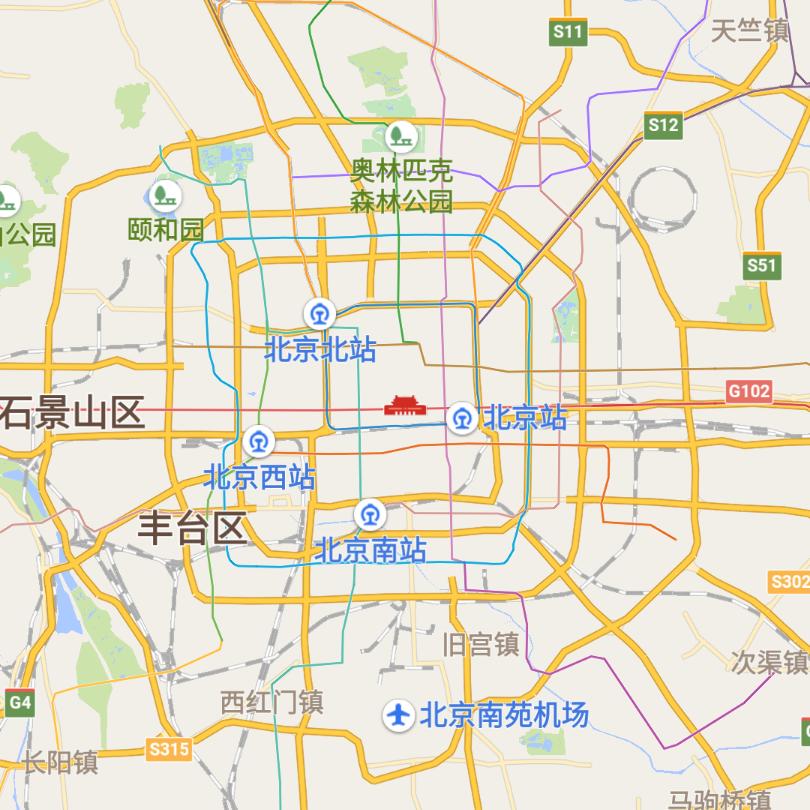 S11
天竺镇
S12
奥林匹克
森林公园
颐和园
山公园
S51
北京北站
G102
石景山区
北京站
北京西站
丰台区
北京南站
S302
旧宫镇
次渠镇
西红门镇
G4
北京南苑机场
S315
长阳镇
马驹桥镇